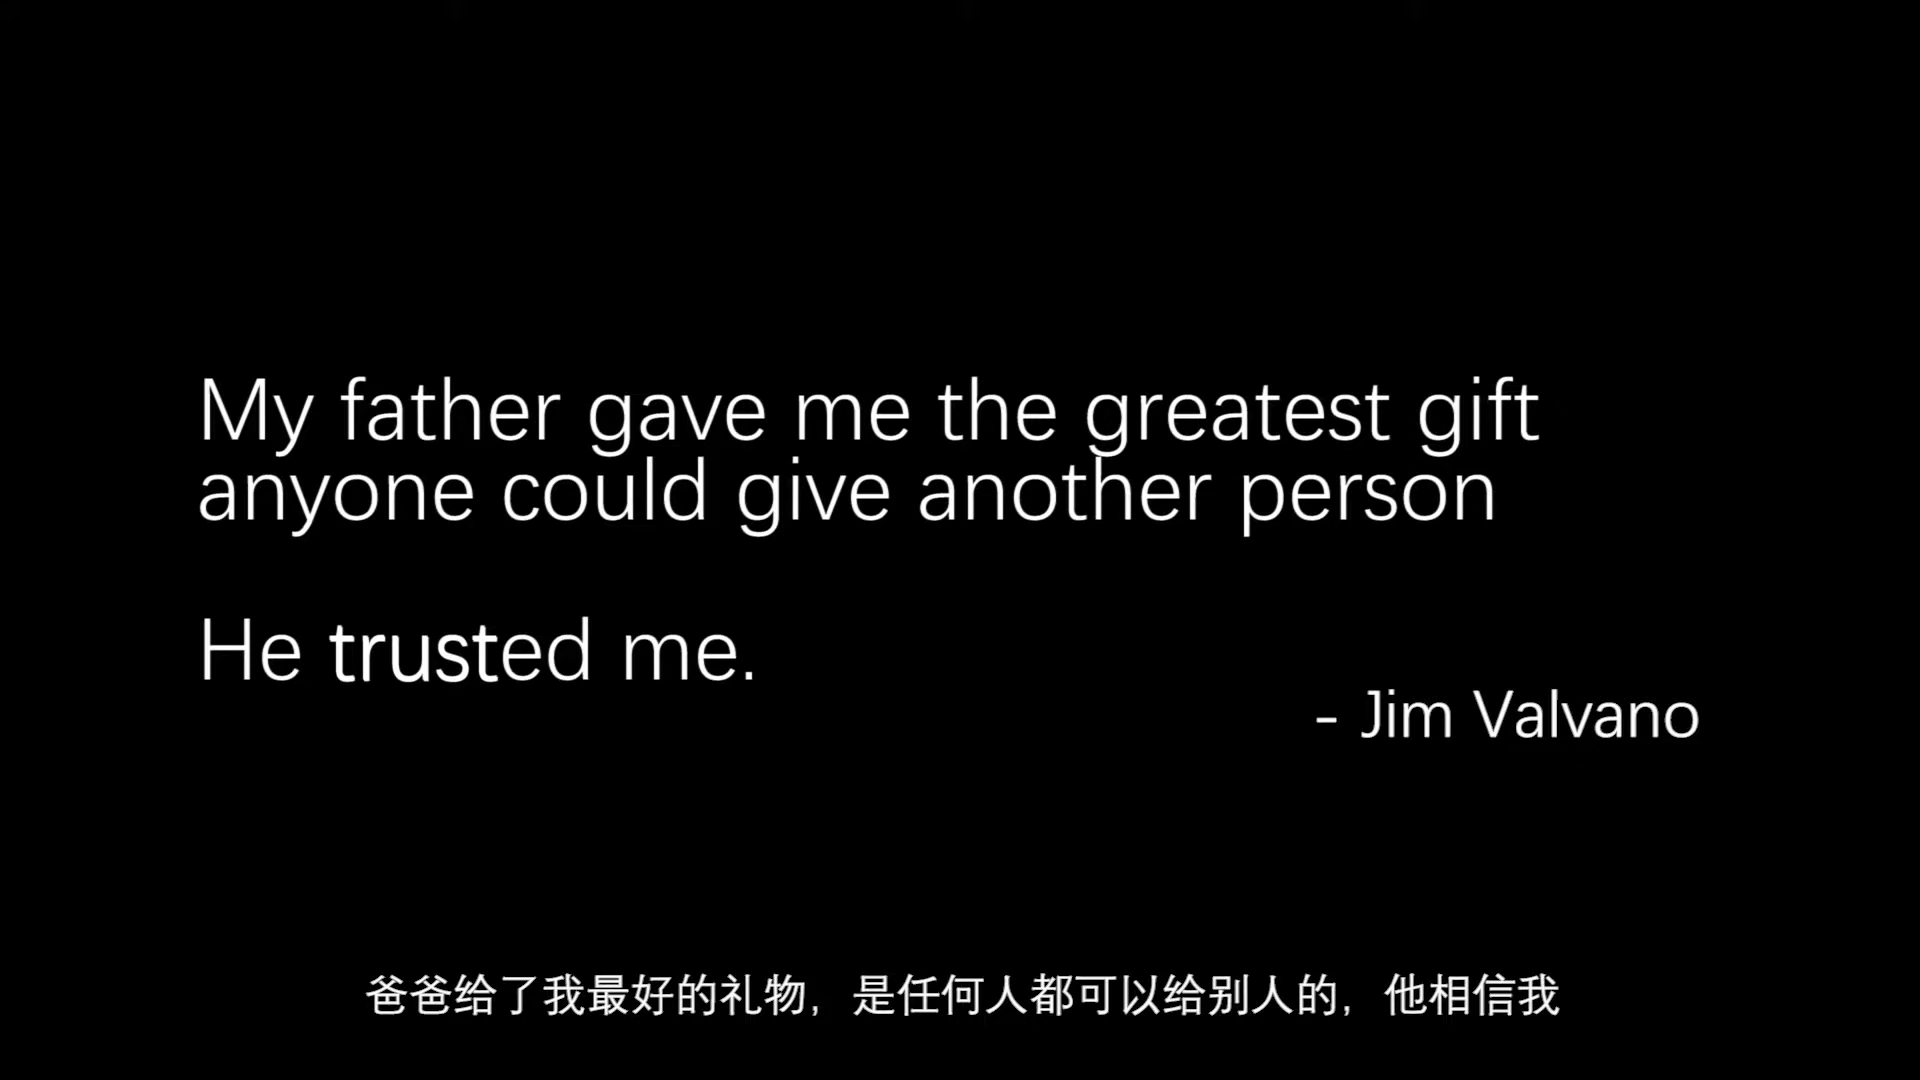 My father gave me the greatest gift
anyone could give another person
He trusted me.
- Jim Valvano
爸爸给了我最好的礼物，是任何人都可以给别人的，他相信我